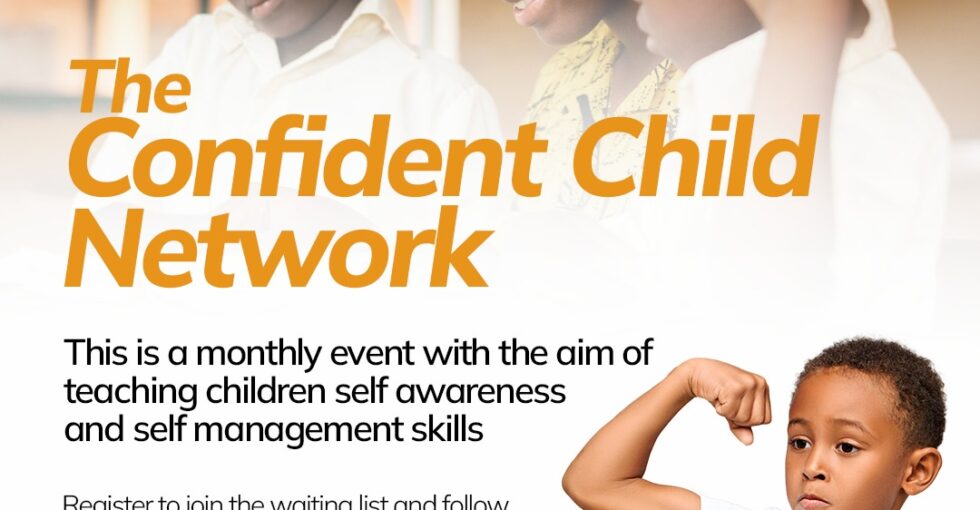 The
Confident Child
Network
This is a monthly event with the aim of
teaching children self awareness
and self management skills
Register to join the waiting list and follow